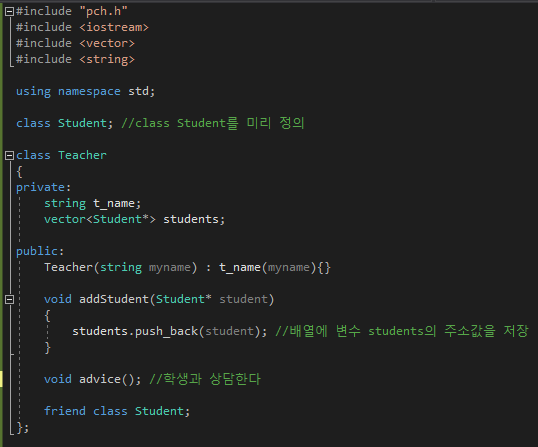 #include "pch.h"
#include <iostream>
#include <vector>
#include <string>
using namespace std;
class Student; //class Student를 미리 정의
class Teacher
{
private:
string t_name;
vector<Student*> students;
public:
Teacher(string myname) : t_name(myname){}
void addStudent(Student* student)
{
students.push_back(student); //배열에 변수 students의 주소값을 저장
}
void advice(); //학생과 상담한다
friend class Student;
};